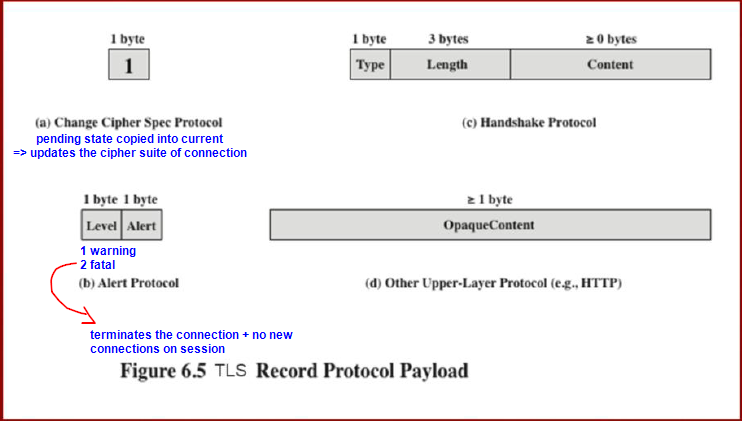 1 byte
1
(a) Change Cipher Spec Protocol
pending state copied into current
=> updates the cipher suite of connection
1 byte 3 bytes ≥ 0 bytes
Type Length Content
(c) Handshake Protocol
1 byte 1 byte
Level Alert
1 warning
2 fatal
(b) Alert Protocol
terminates the connection + no new
connections on session
≥ 1 byte
OpaqueContent
(d) Other Upper-Layer Protocol (e.g., HTTP)
Figure 6.5 TLS Record Protocol Payload